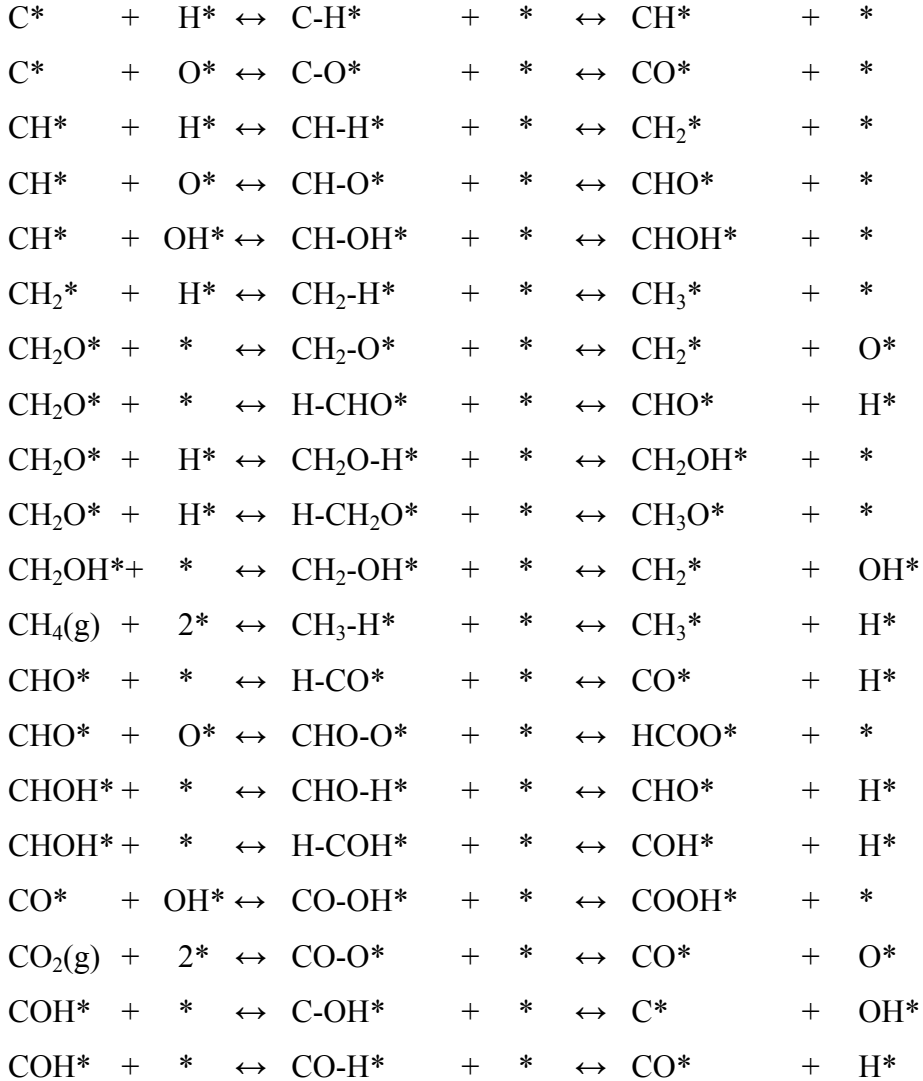 C* + H* ↔ C-H* + * ↔ CH* + *
C* + O* ↔ C-O* + * ↔ CO* + *
CH* + H* ↔ CH-H* + * ↔ CH₂* + *
CH* + O* ↔ CH-O* + * ↔ CHO* + *
CH* + OH* ↔ CH-OH* + * ↔ CHOH* + *
CH₂* + H* ↔ CH₂-H* + * ↔ CH₃* + *
CH₂O* + * ↔ CH₂-O* + * ↔ CH₂* + O*
CH₂O* + * ↔ H-CHO* + * ↔ CHO* + H*
CH₂O* + H* ↔ CH₂O-H* + * ↔ CH₂OH* + *
CH₂O* + H* ↔ H-CH₂O* + * ↔ CH₃O* + *
CH₂OH*+ * ↔ CH₂-OH* + * ↔ CH₂* + OH*
CH₄(g) + 2* ↔ CH₃-H* + * ↔ CH₃* + H*
CHO* + * ↔ H-CO* + * ↔ CO* + H*
CHO* + O* ↔ CHO-O* + * ↔ HCOO* + *
CHOH* + * ↔ CHO-H* + * ↔ CHO* + H*
CHOH* + * ↔ H-COH* + * ↔ COH* + H*
CO* + OH* ↔ CO-OH* + * ↔ COOH* + *
CO₂(g) + 2* ↔ CO-O* + * ↔ CO* + O*
COH* + * ↔ C-OH* + * ↔ C* + OH*
COH* + * ↔ CO-H* + * ↔ CO* + H*